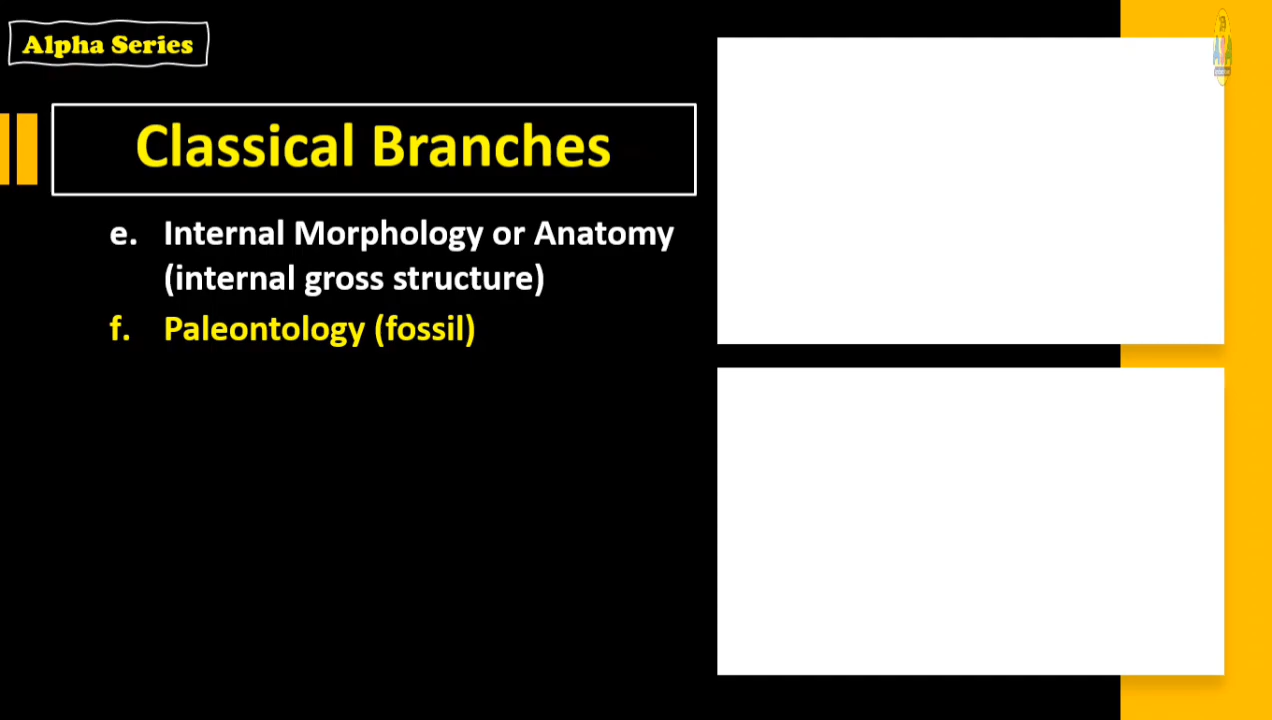 Alpha Series
Classical Branches
e. Internal Morphology or Anatomy
(internal gross structure)
f. Paleontology (fossil)